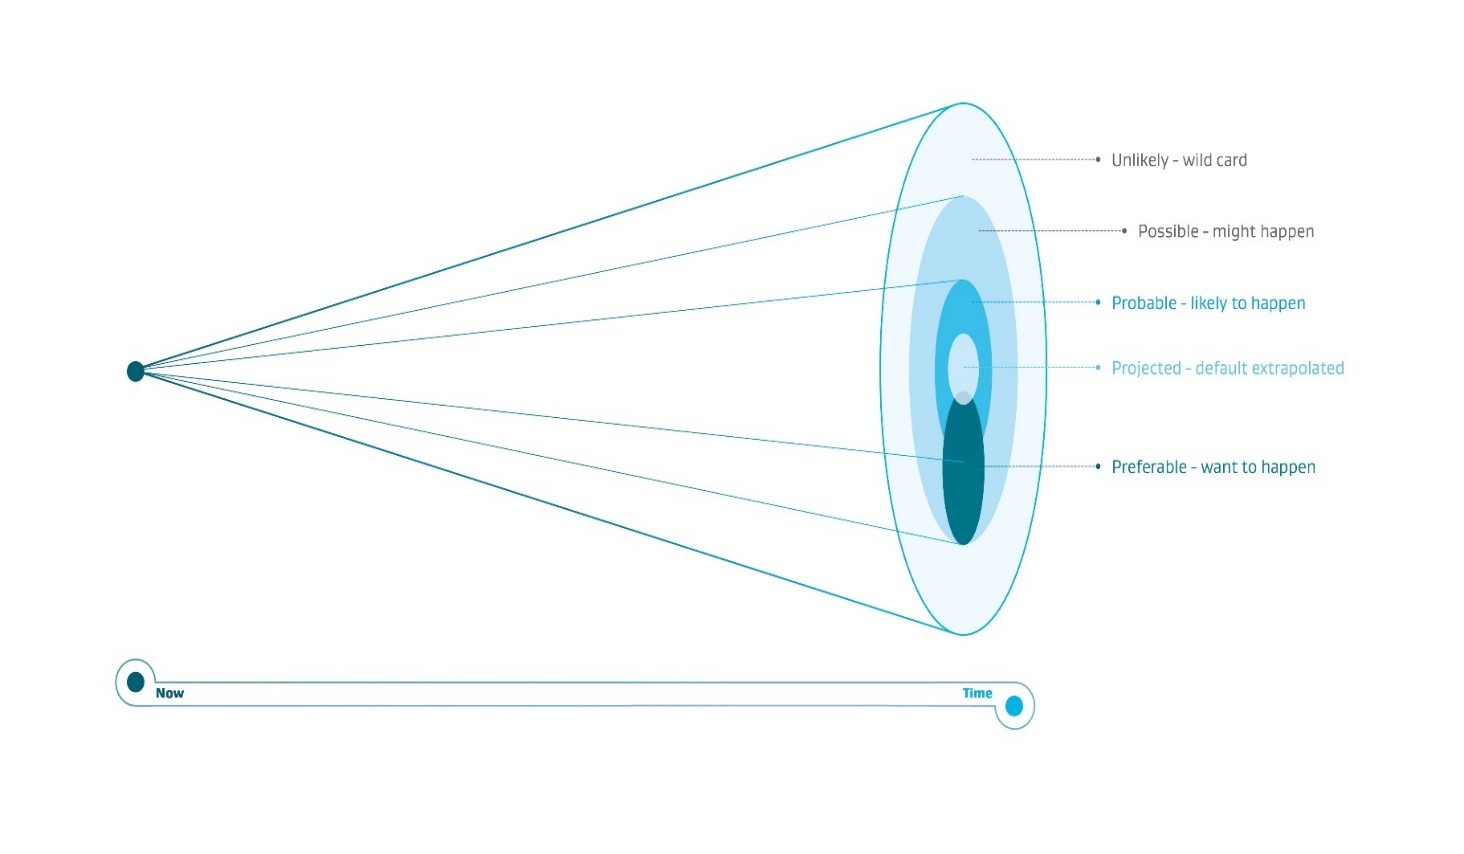 Unlikely - wild card
Possible - might happen
Probable - likely to happen
Projected - default extrapolated
Preferable - want to happen
Now
Time